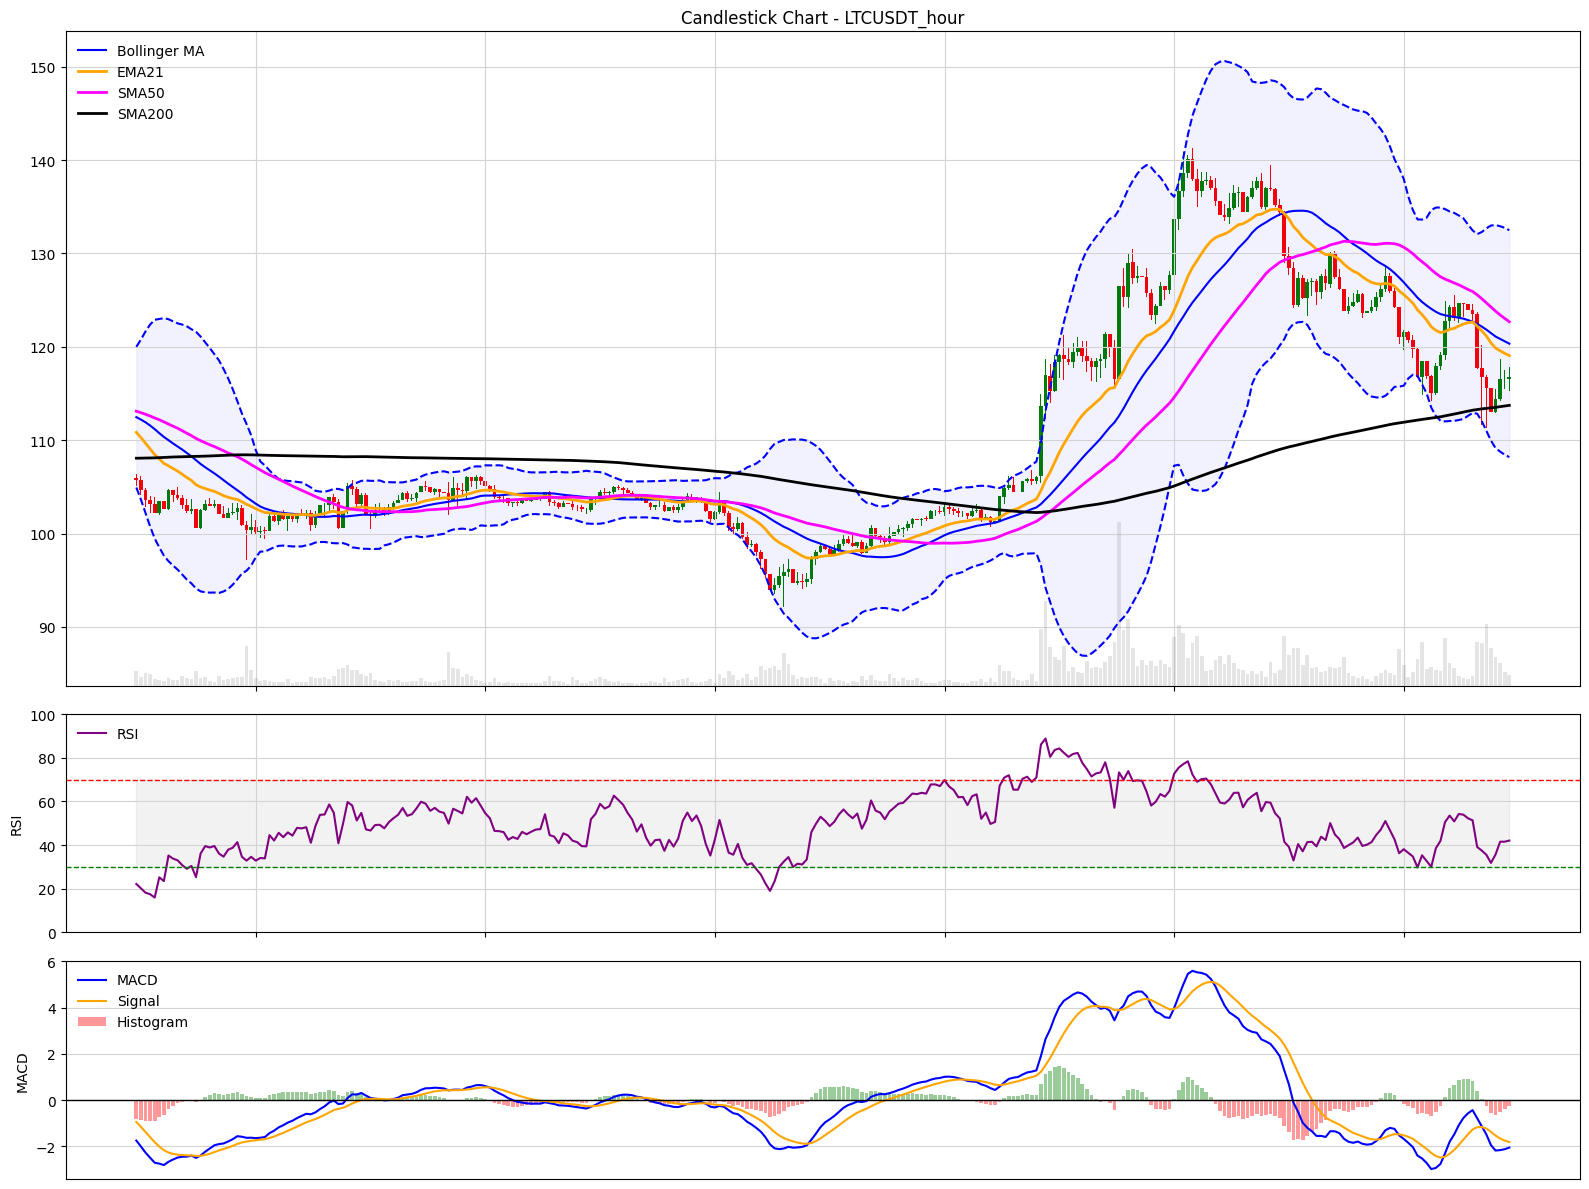 Candlestick Chart - LTCUSDT_hour
Bollinger MA
EMA21
SMA50
SMA200
150
140
130
120
110
100
90
RSI
100
80
60
40
20
0
RSI
MACD
Signal
Histogram
6
4
2
0
−2
MACD